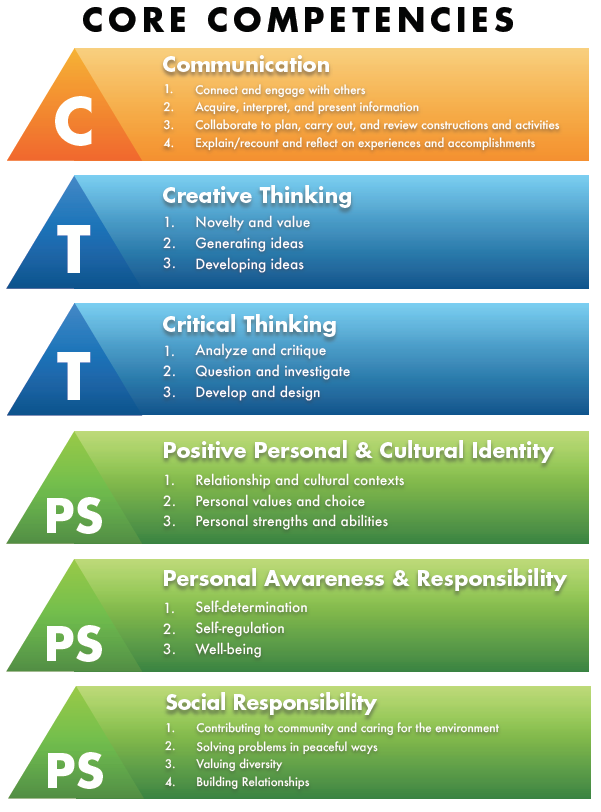 CORE COMPETENCIES
C
Communication
1. Connect and engage with others
2. Acquire, interpret, and present information
3. Collaborate to plan, carry out, and review constructions and activities
4. Explain/recount and reflect on experiences and accomplishments
T
Creative Thinking
1. Novelty and value
2. Generating ideas
3. Developing ideas
T
Critical Thinking
1. Analyze and critique
2. Question and investigate
3. Develop and design
PS
Positive Personal & Cultural Identity
1. Relationship and cultural contexts
2. Personal values and choice
3. Personal strengths and abilities
PS
Personal Awareness & Responsibility
1. Self-determination
2. Self-regulation
3. Well-being
PS
Social Responsibility
1. Contributing to community and caring for the environment
2. Solving problems in peaceful ways
3. Valuing diversity
4. Building Relationships